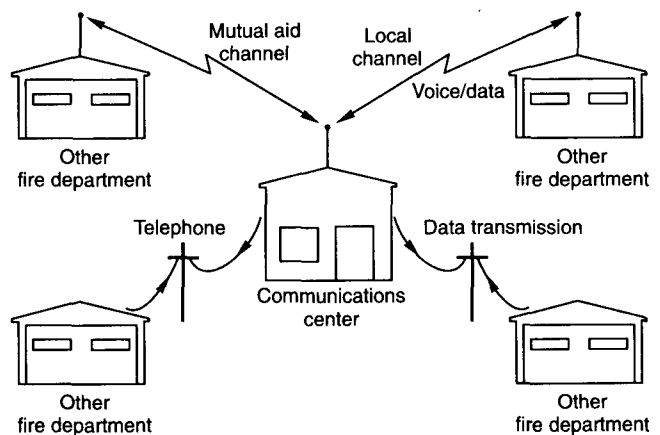 Mutual aid
channel
Local
channel
Voice/data
Other
fire department
Other
fire department
Telephone
Data transmission
Communications
center
Other
fire department
Other
fire department